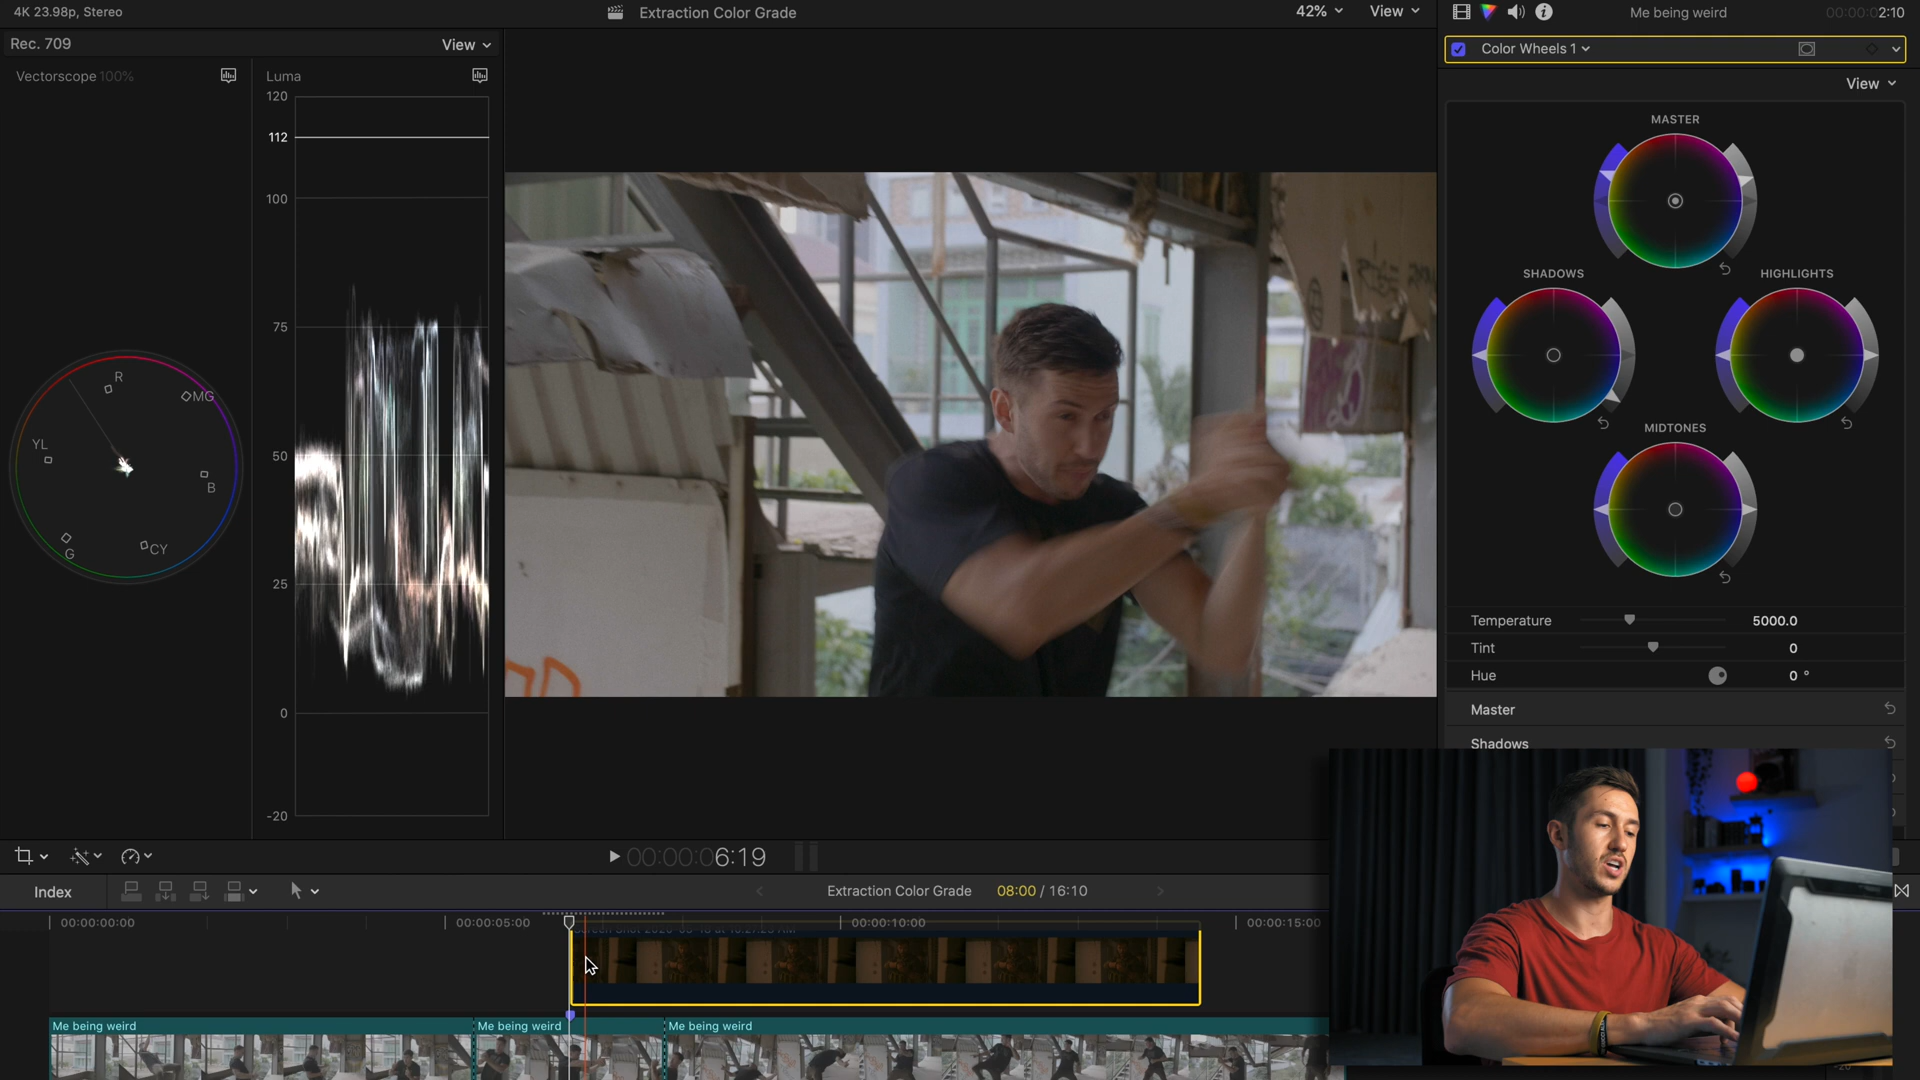 4K 23.98p, Stereo
Extraction Color Grade
42%
View
Me being weird
00:00:02:10
Rec. 709
View
Color Wheels 1
View
Vectorscope 100%
Luma
120
112
100
75
50
25
0
-20
R
MG
YL
B
G
CY
MASTER
SHADOWS
HIGHLIGHTS
MIDTONES
Temperature
5000.0
Tint
0
Hue
0 °
Master
Shadows
00:00:06:19
Index
Extraction Color Grade
08:00 / 16:10
00:00:00:00
00:00:05:00
00:00:10:00
00:00:15:00
Me being weird
Me being weird
Me being weird
-20